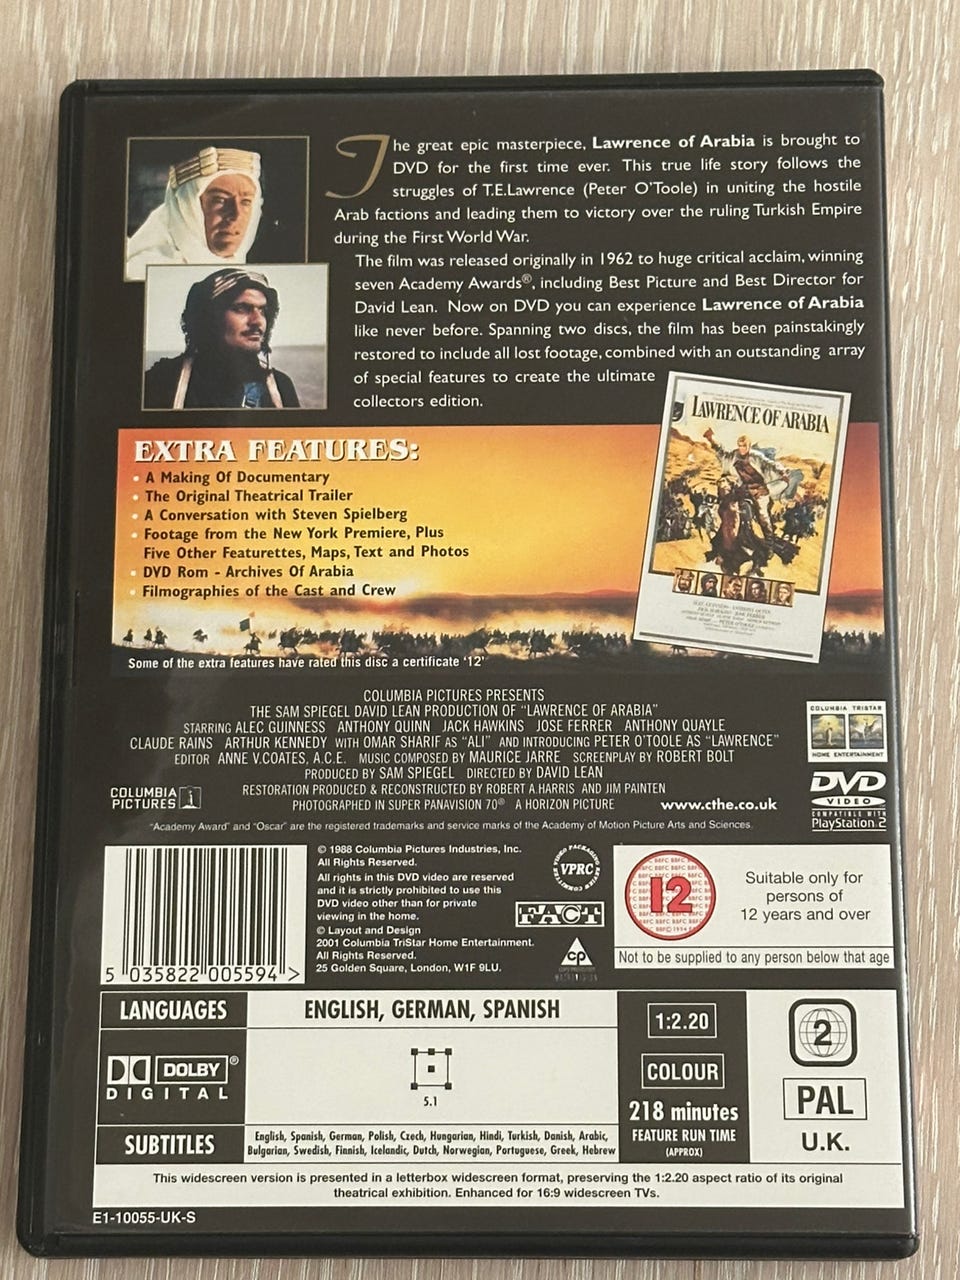 The great epic masterpiece, Lawrence of Arabia is brought to
DVD for the first time ever. This true life story follows the
struggles of T.E.Lawrence (Peter O'Toole) in uniting the hostile
Arab factions and leading them to victory over the ruling Turkish Empire
during the First World War.
The film was released originally in 1962 to huge critical acclaim, winning
seven Academy Awards®, including Best Picture and Best Director for
David Lean. Now on DVD you can experience Lawrence of Arabia
like never before. Spanning two discs, the film has been painstakingly
restored to include all lost footage, combined with an outstanding array
of special features to create the ultimate
collectors edition.
LAWRENCE OF ARABIA
EXTRA FEATURES:
• A Making Of Documentary
• The Original Theatrical Trailer
• A Conversation with Steven Spielberg
• Footage from the New York Premiere, Plus
Five Other Featurettes, Maps, Text and Photos
• DVD Rom - Archives Of Arabia
• Filmographies of the Cast and Crew
Some of the extra features have rated this disc a certificate '12'
COLUMBIA PICTURES PRESENTS
THE SAM SPIEGEL DAVID LEAN PRODUCTION OF "LAWRENCE OF ARABIA"
STARRING ALEC GUINNESS ANTHONY QUINN JACK HAWKINS JOSE FERRER ANTHONY QUAYLE
CLAUDE RAINS ARTHUR KENNEDY WITH OMAR SHARIF AS "ALI" AND INTRODUCING PETER O'TOOLE AS "LAWRENCE"
EDITOR ANNE V.COATES, A.C.E. MUSIC COMPOSED BY MAURICE JARRE SCREENPLAY BY ROBERT BOLT
PRODUCED BY SAM SPIEGEL DIRECTED BY DAVID LEAN
RESTORATION PRODUCED & RECONSTRUCTED BY ROBERT A.HARRIS AND JIM PAINTEN
PHOTOGRAPHED IN SUPER PANAVISION 70® A HORIZON PICTURE
COLUMBIA
PICTURES
www.cthe.co.uk
COLUMBIA TRISTAR
HOME ENTERTAINMENT
DVD
VIDEO
COMPATIBLE WITH
PlayStation 2
"Academy Award" and "Oscar" are the registered trademarks and service marks of the Academy of Motion Picture Arts and Sciences.
5 035822 005594 >
© 1988 Columbia Pictures Industries, Inc.
All Rights Reserved.
All rights in this DVD video are reserved
and it is strictly prohibited to use this
DVD video other than for private
viewing in the home.
© Layout and Design
2001 Columbia TriStar Home Entertainment.
All Rights Reserved.
25 Golden Square, London, W1F 9LU.
VIDEO PACKAGING REVIEW COMMITTEE
VPRC
FACT
CP
12
Suitable only for
persons of
12 years and over
Not to be supplied to any person below that age
LANGUAGES
ENGLISH, GERMAN, SPANISH
DOLBY®
DIGITAL
5.1
SUBTITLES
English, Spanish, German, Polish, Czech, Hungarian, Hindi, Turkish, Danish, Arabic,
Bulgarian, Swedish, Finnish, Icelandic, Dutch, Norwegian, Portuguese, Greek, Hebrew
1:2.20
COLOUR
218 minutes
FEATURE RUN TIME
(APPROX)
2
PAL
U.K.
This widescreen version is presented in a letterbox widescreen format, preserving the 1:2.20 aspect ratio of its original
theatrical exhibition. Enhanced for 16:9 widescreen TVs.
E1-10055-UK-S